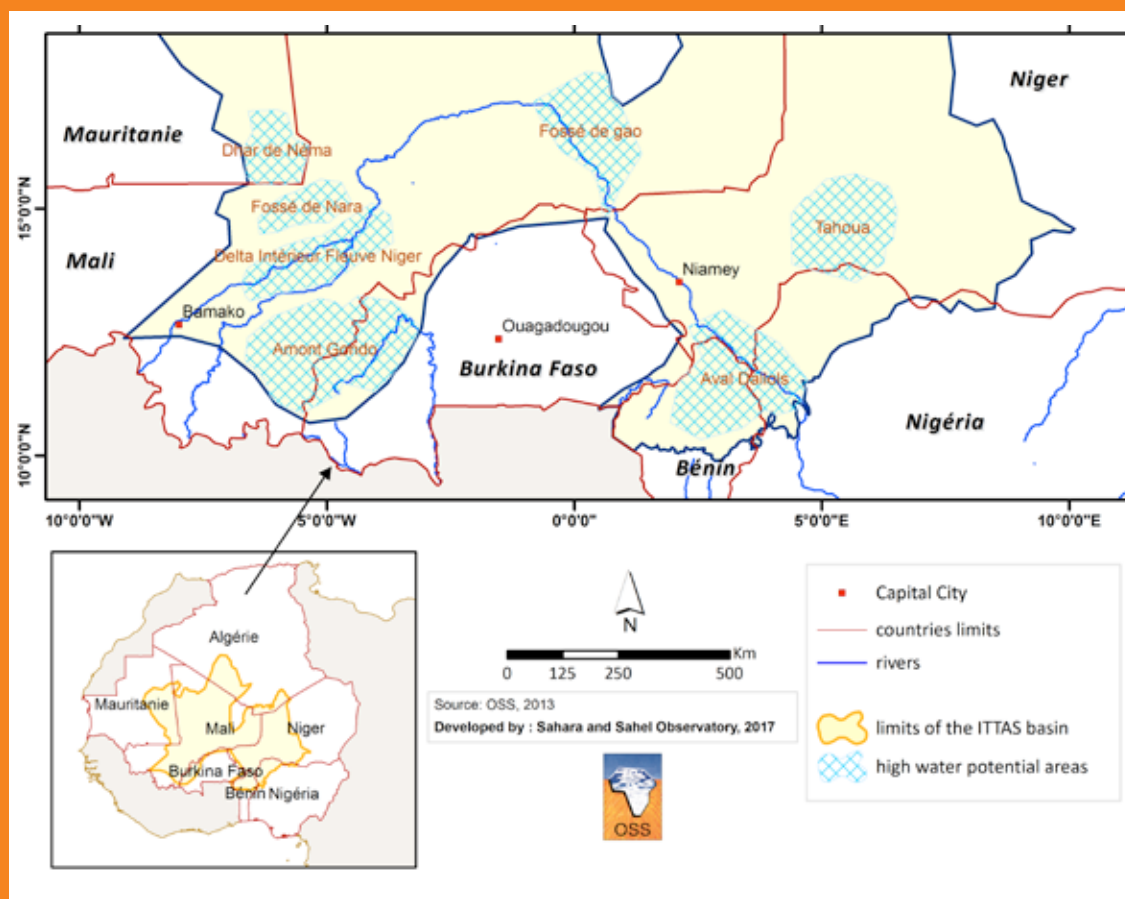 Niger
Mauritanie
Fossé de gao
Dhar de Néma
15°0'0"N
Fossé de Nara
Tahoua
Mali
Delta Intérieur Fleuve Niger
Niamey
Bamako
Ouagadougou
Amont Gondo
Burkina Faso
Aval Dallols
Nigéria
10°0'0"N
Bénin
10°0'0"W
5°0'0"W
0°0'0"
5°0'0"E
10°0'0"E
Algérie
Mauritanie
Mali
Niger
Burkina Faso
Bénin
Nigéria
N
Km
0
125
250
500
Source: OSS, 2013
Developed by : Sahara and Sahel Observatory, 2017
OSS
Capital City
countries limits
rivers
limits of the ITTAS basin
high water potential areas